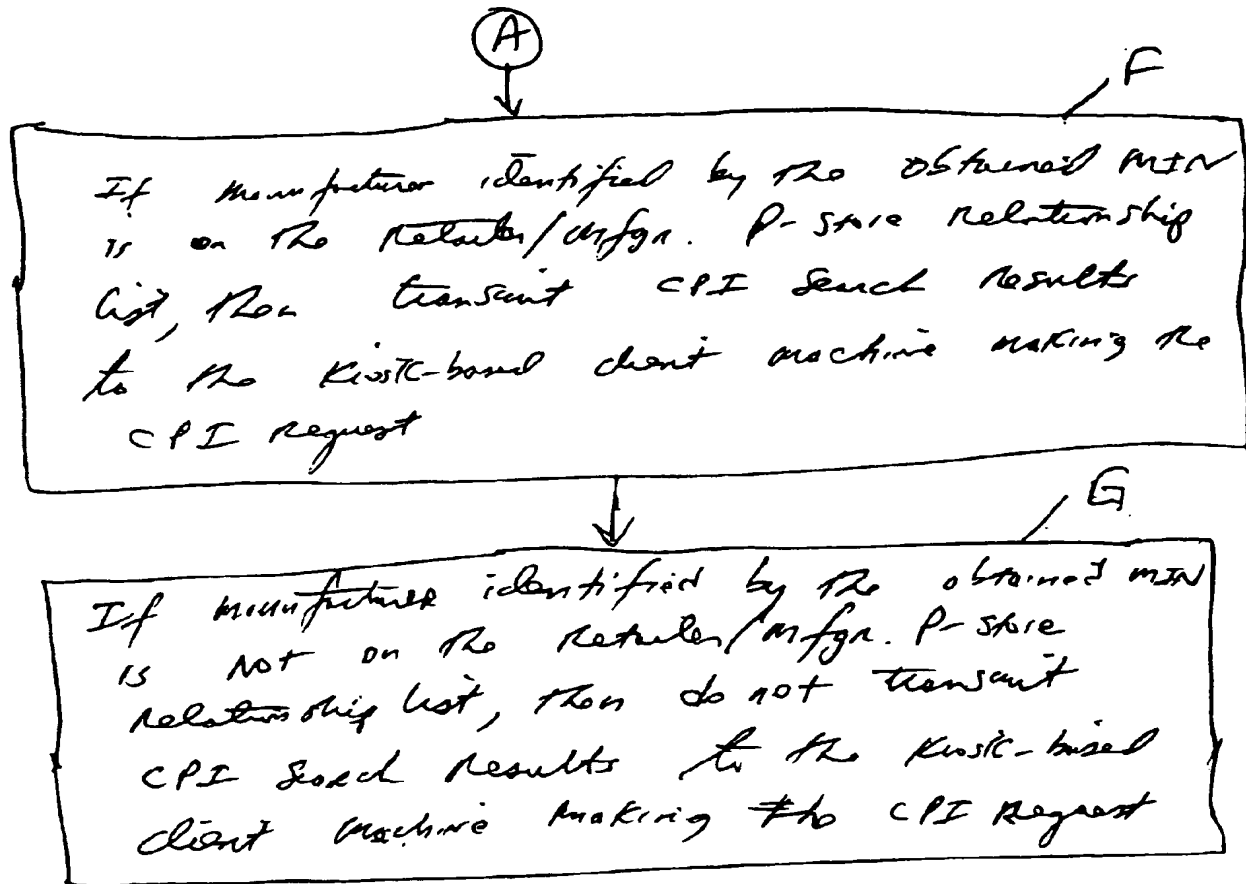 A
F
If manufacturer identified by the obtained MIN
is on the Retailer/Mfgr. P-store relationship
list, then transmit CPI search results
to the Kiosk-based client machine making the
CPI Request
G
If manufacturer identified by the obtained MIN
is not on the Retailer/Mfgr. P-store
relationship list, then do not transmit
CPI Search Results to the Kiosk-based
client machine making the CPI Request